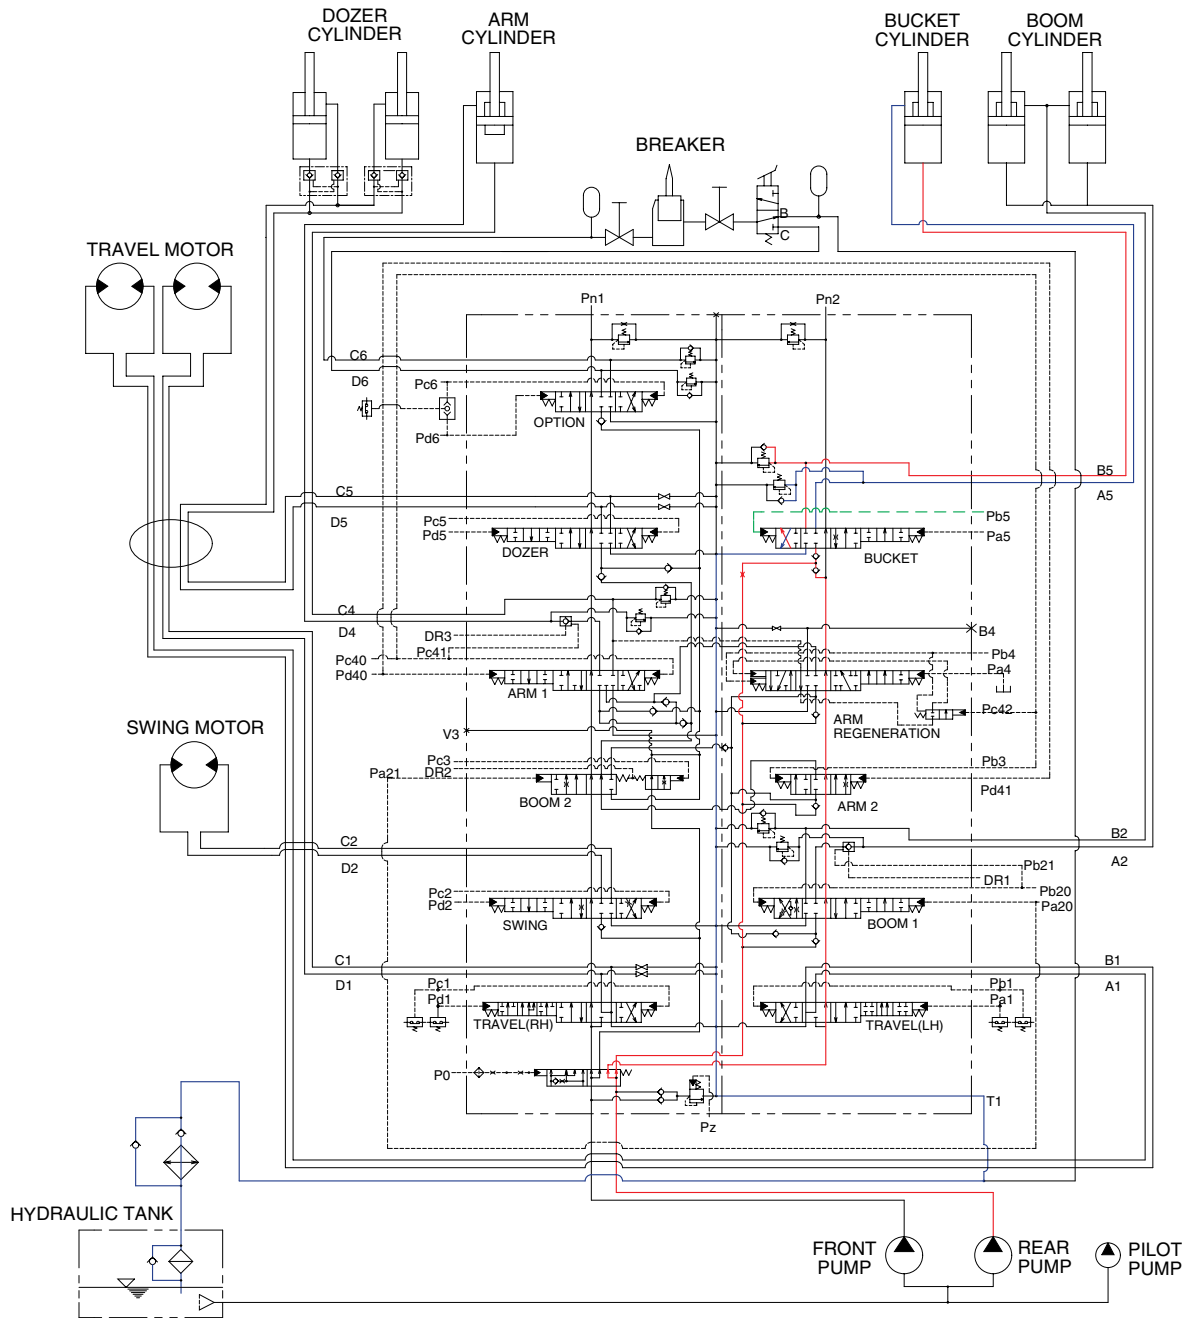 DOZER
CYLINDER
ARM
CYLINDER
BUCKET
CYLINDER
BOOM
CYLINDER
BREAKER
B
C
TRAVEL MOTOR
Pn1
Pn2
C6
D6
Pc6
Pd6
OPTION
C5
D5
Pc5
Pd5
DOZER
B5
A5
Pb5
Pa5
BUCKET
C4
D4
DR3
Pc41
Pc40
Pd40
ARM 1
B4
Pb4
Pa4
Pc42
ARM
REGENERATION
SWING MOTOR
V3
Pc3
DR2
Pa21
BOOM 2
Pb3
Pd41
ARM 2
C2
D2
B2
A2
Pb21
DR1
Pc2
Pd2
SWING
Pb20
Pa20
BOOM 1
C1
D1
Pc1
Pd1
TRAVEL(RH)
B1
A1
Pb1
Pa1
TRAVEL(LH)
P0
Pz
T1
HYDRAULIC TANK
FRONT
PUMP
REAR
PUMP
PILOT
PUMP